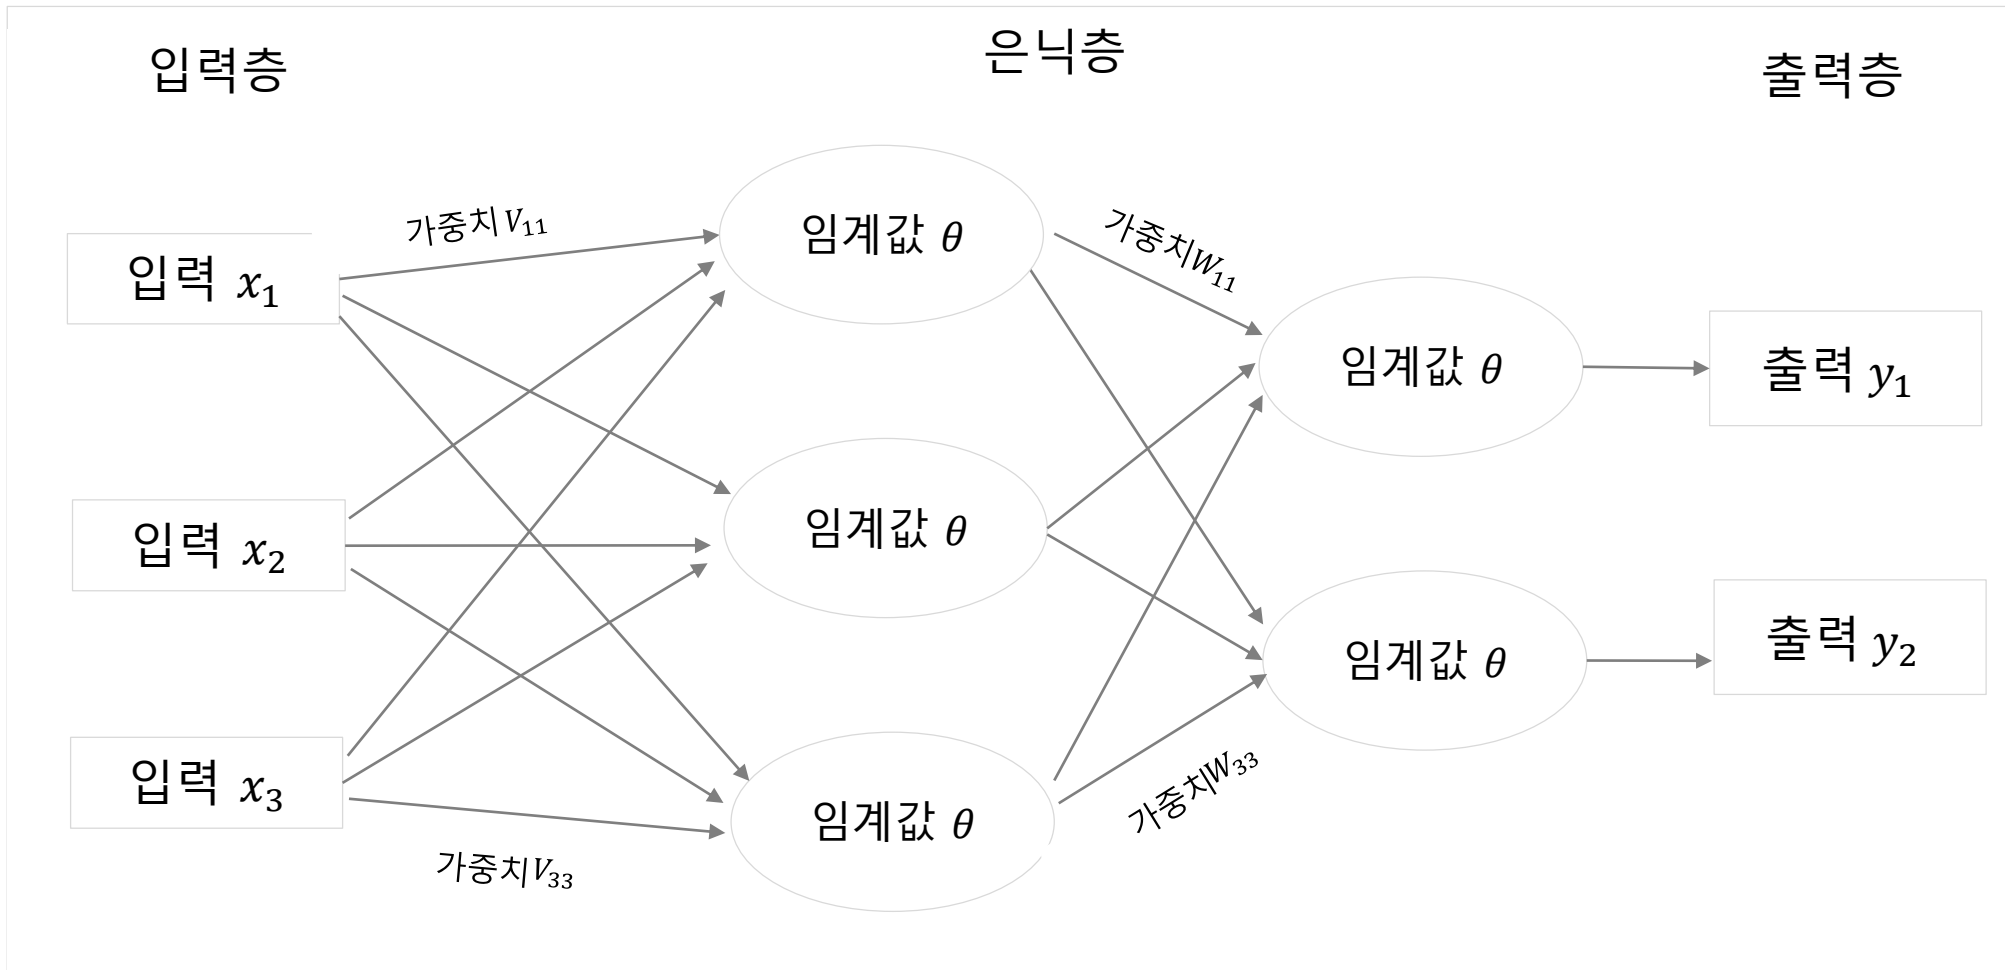 입력층
은닉층
출력층
가중치 V₁₁
가중치W₁₁
입력 x₁
임계값 θ
임계값 θ
출력 y₁
입력 x₂
임계값 θ
임계값 θ
출력 y₂
입력 x₃
임계값 θ
가중치V₃₃
가중치W₃₃